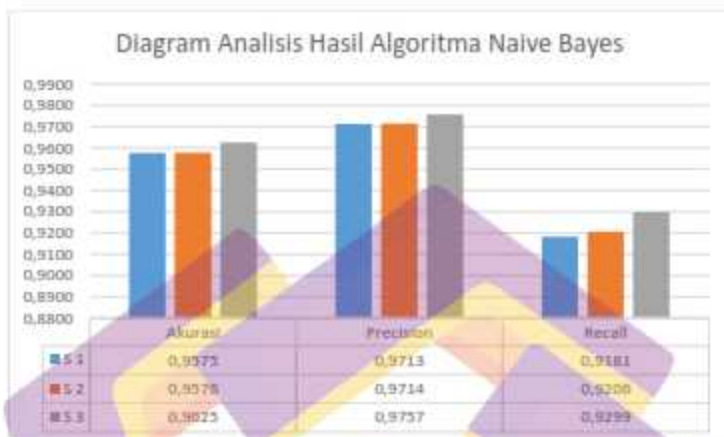 Diagram Analisis Hasil Algoritma Naive Bayes
0,9900
0,9800
0,9700
0,9600
0,9500
0,9400
0,9300
0,9200
0,9100
0,9000
0,8900
0,8800
Akurasi Precision Recall
S 1 0,9575 0,9713 0,9181
S 2 0,9578 0,9714 0,9206
S 3 0,9625 0,9757 0,9299